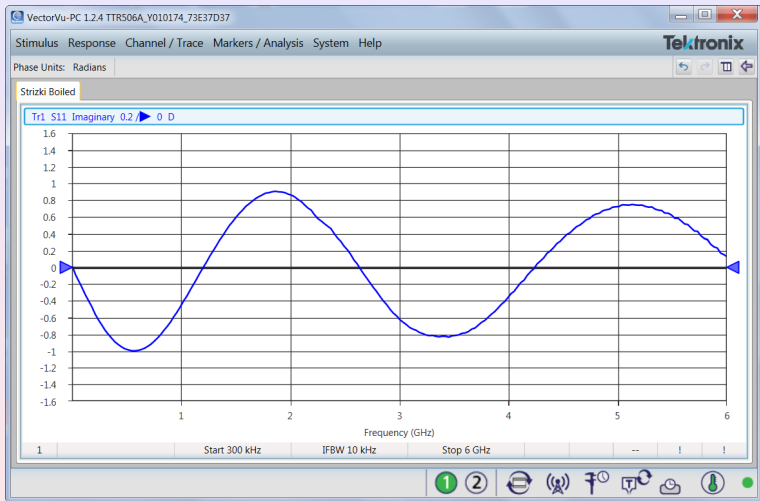 VectorVu-PC 1.2.4 TTR506A_Y010174_73E37D37
Stimulus Response Channel / Trace Markers / Analysis System Help
Tektronix
Phase Units: Radians
Strizki Boiled
Tr1 S11 Imaginary 0.2 / 0 D
1.6
1.4
1.2
1
0.8
0.6
0.4
0.2
0
-0.2
-0.4
-0.6
-0.8
-1
-1.2
-1.4
-1.6
1 2 3 4 5 6
Frequency (GHz)
1 Start 300 kHz IFBW 10 kHz Stop 6 GHz -- ! !
1 2 T